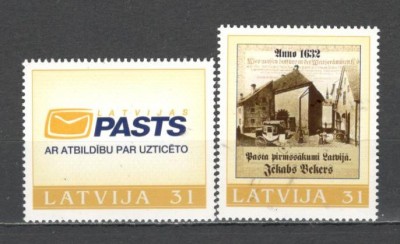 LATVIJAS
PASTS
AR ATBILDĪBU PAR UZTICĒTO
LATVIJA 31
Anno 1632
Pasta pirmssākumi Latvijā.
Jēkabs Bekers
LATVIJA 31